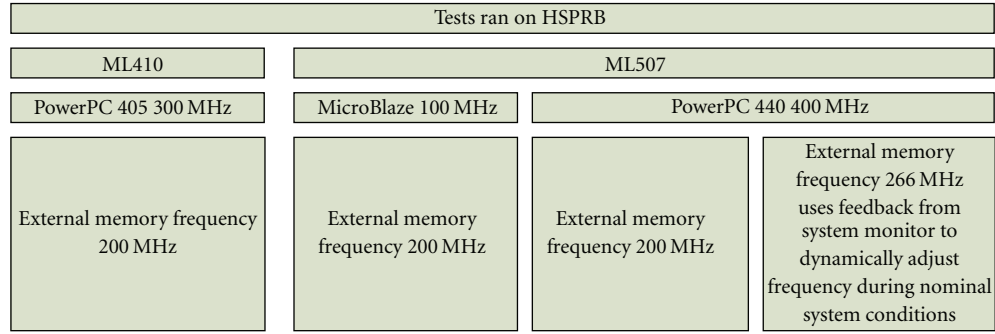 Tests ran on HSPRB
ML410
ML507
PowerPC 405 300 MHz
MicroBlaze 100 MHz
PowerPC 440 400 MHz
External memory frequency
200 MHz
External memory
frequency 200 MHz
External memory
frequency 200 MHz
External memory
frequency 266 MHz
uses feedback from
system monitor to
dynamically adjust
frequency during nominal
system conditions